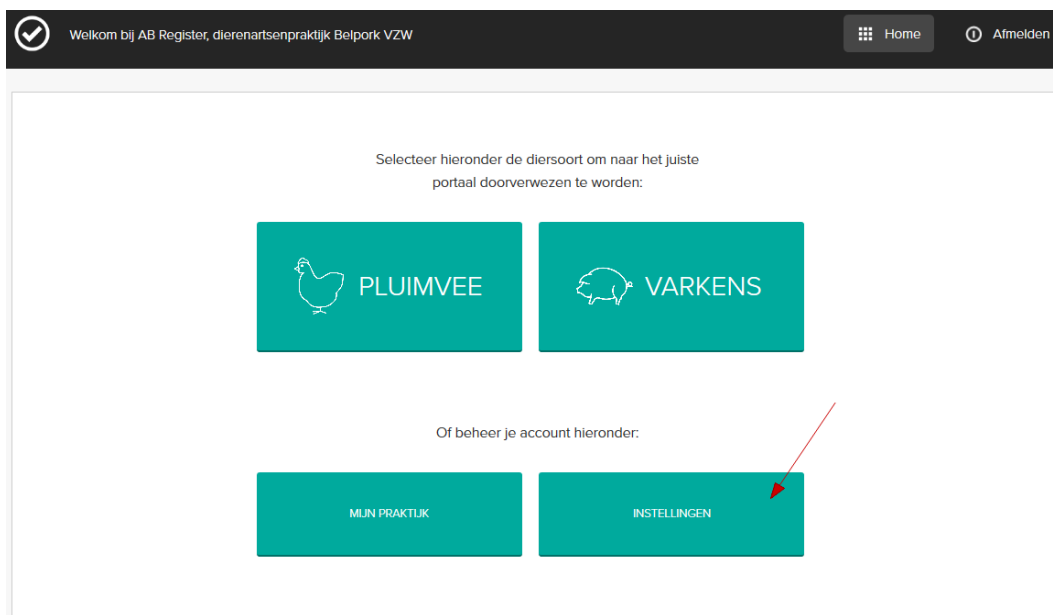 Welkom bij AB Register, dierenartsenpraktijk Belpork VZW
Home
Afmelden
Selecteer hieronder de diersoort om naar het juiste
portaal doorverwezen te worden:
PLUIMVEE
VARKENS
Of beheer je account hieronder:
MIJN PRAKTIJK
INSTELLINGEN